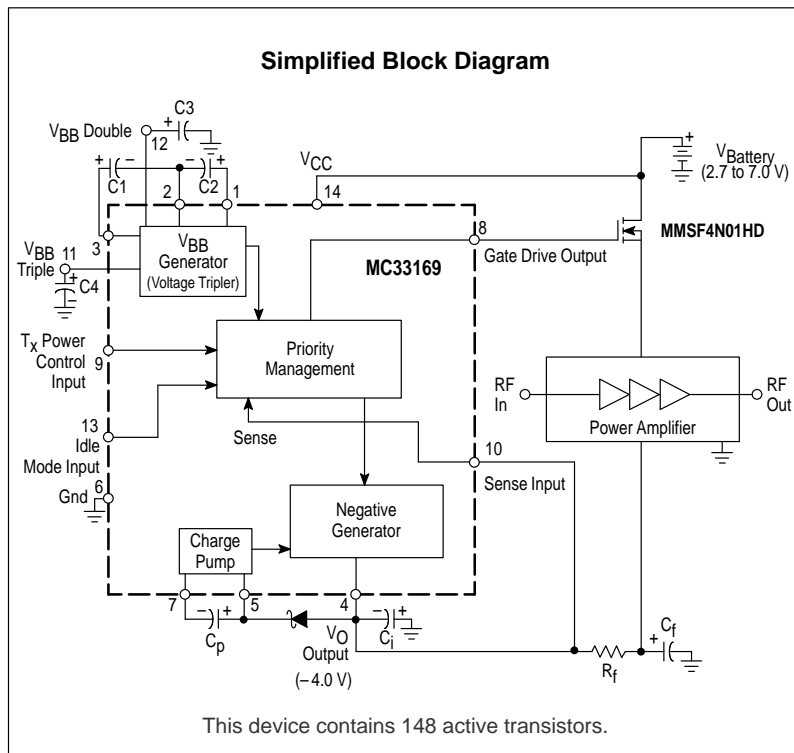 Simplified Block Diagram
VBB Double
12
+
C3
VCC
14
+
VBattery
(2.7 to 7.0 V)
+
–
–
+
C1
C2
2
1
3
VBB
Generator
(Voltage Tripler)
MC33169
8
Gate Drive Output
MMSF4N01HD
VBB
Triple
11
+
–
C4
Tx Power
Control
Input
9
Priority
Management
RF
In
Power Amplifier
RF
Out
13
Idle
Mode Input
Sense
10
Sense Input
6
Gnd
Charge
Pump
Negative
Generator
7
5
4
–
+
Cp
VO
Output
(– 4.0 V)
–
+
Ci
Rf
+
Cf
This device contains 148 active transistors.